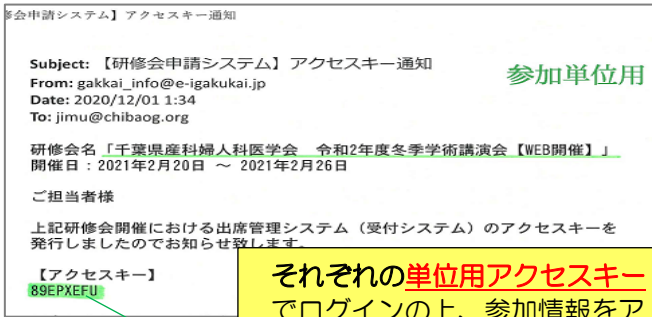 修会申請システム】アクセスキー通知
Subject: 【研修会申請システム】アクセスキー通知
参加単位用
From: gakkai_info@e-igakukai.jp
Date: 2020/12/01 1:34
To: jimu@chibaog.org
研修会名「千葉県産科婦人科医学会　令和2年度冬季学術講演会【WEB開催】」
開催日：2021年2月20日 ～ 2021年2月26日
ご担当者様
上記研修会開催における出席管理システム（受付システム）のアクセスキーを
発行しましたのでお知らせ致します。
【アクセスキー】
89EPXEFU
それぞれの単位用アクセスキー
でログインの上、参加情報をア